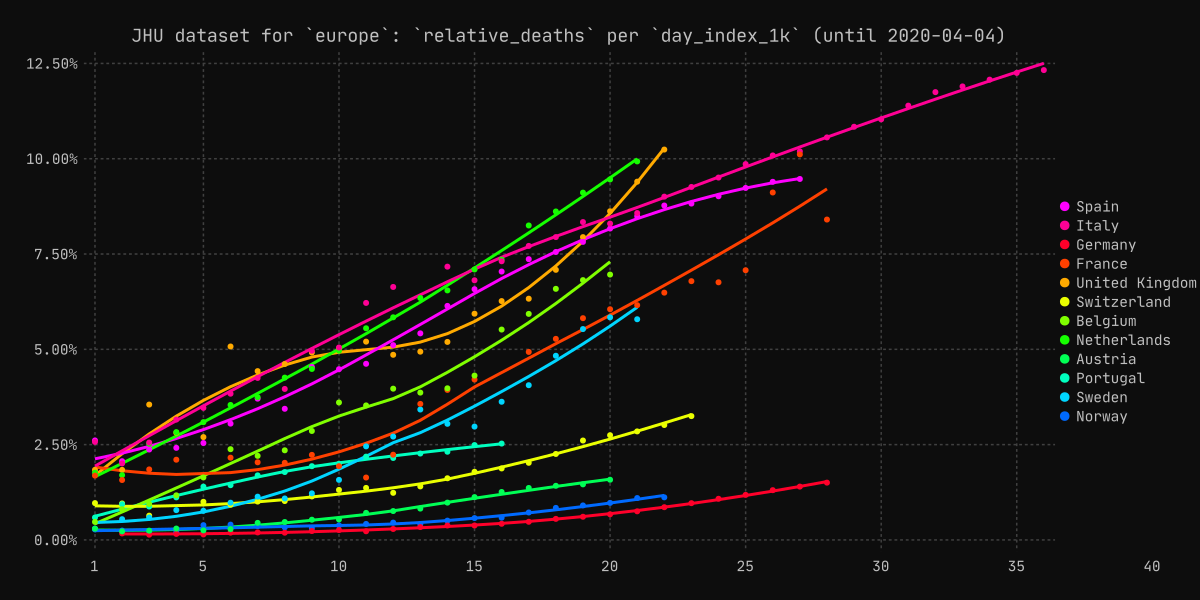 JHU dataset for `europe`: `relative_deaths` per `day_index_1k` (until 2020-04-04)
12.50%
10.00%
7.50%
5.00%
2.50%
0.00%
1 5 10 15 20 25 30 35 40
Spain
Italy
Germany
France
United Kingdom
Switzerland
Belgium
Netherlands
Austria
Portugal
Sweden
Norway